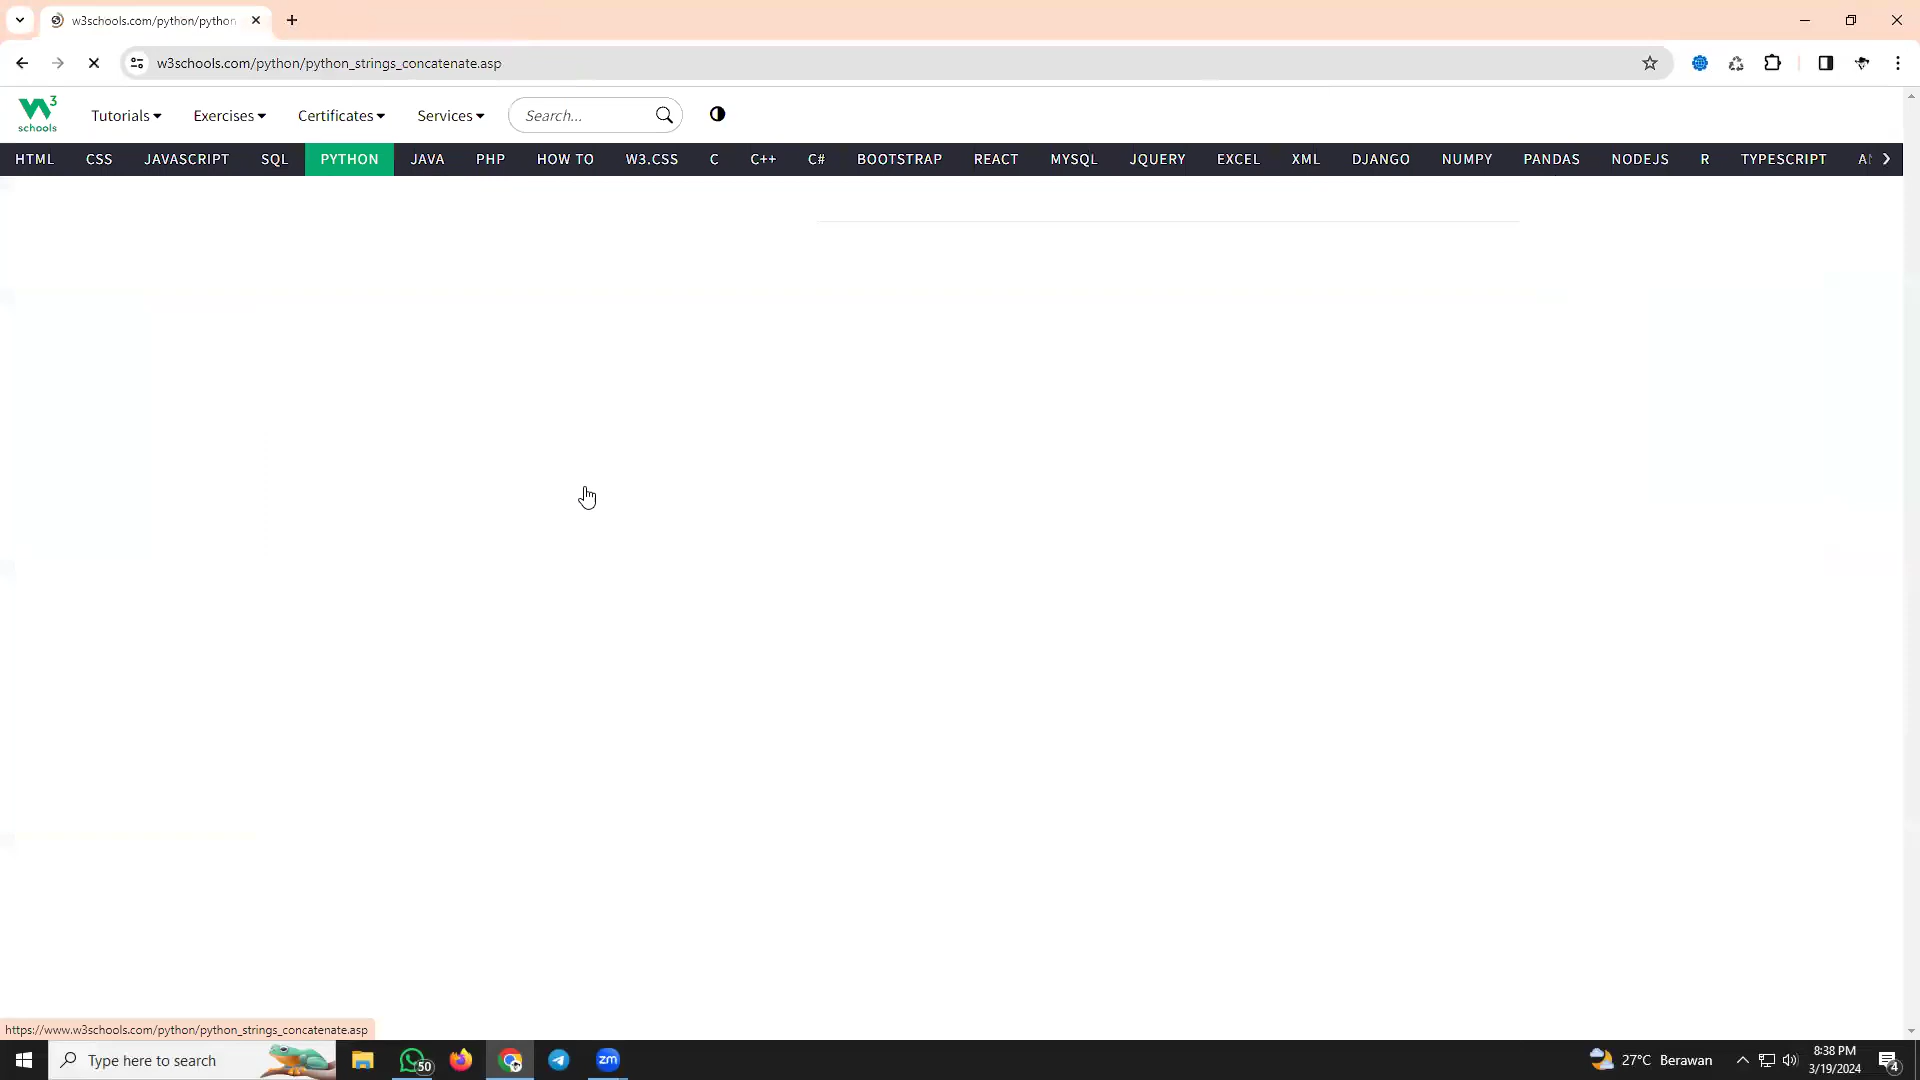 w3schools.com/python/python
w3schools.com/python/python_strings_concatenate.asp
W3
schools
Tutorials Exercises Certificates Services Search...
HTML CSS JAVASCRIPT SQL PYTHON JAVA PHP HOW TO W3.CSS C C++ C# BOOTSTRAP REACT MYSQL JQUERY EXCEL XML DJANGO NUMPY PANDAS NODEJS R TYPESCRIPT
https://www.w3schools.com/python/python_strings_concatenate.asp
Type here to search
50
zm
27°C Berawan
8:38 PM
3/19/2024
4